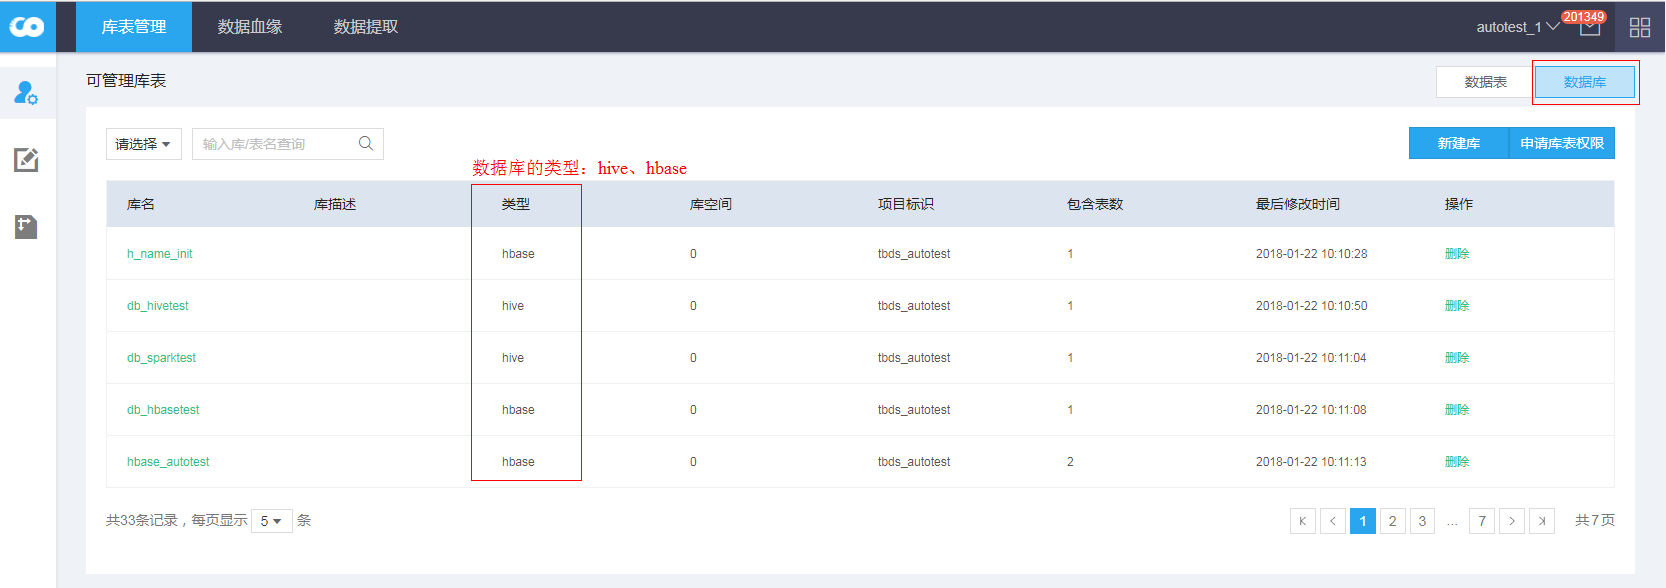 库表管理 数据血缘 数据提取 autotest_1 201349
可管理库表 数据表 数据库
请选择 输入库/表名查询 新建库 申请库表权限
数据库的类型：hive、hbase
库名 库描述 类型 库空间 项目标识 包含表数 最后修改时间 操作
h_name_init hbase 0 tbds_autotest 1 2018-01-22 10:10:28 删除
db_hivetest hive 0 tbds_autotest 1 2018-01-22 10:10:50 删除
db_sparktest hive 0 tbds_autotest 1 2018-01-22 10:11:04 删除
db_hbasetest hbase 0 tbds_autotest 1 2018-01-22 10:11:08 删除
hbase_autotest hbase 0 tbds_autotest 2 2018-01-22 10:11:13 删除
共33条记录，每页显示 5 条 1 2 3 ... 7 共7页